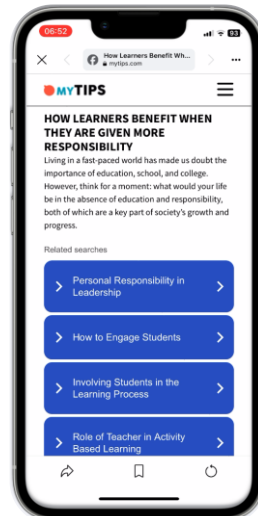 06:52
93
How Learners Benefit Wh...
mytips.com
MYTIPS
HOW LEARNERS BENEFIT WHEN
THEY ARE GIVEN MORE
RESPONSIBILITY
Living in a fast-paced world has made us doubt the
importance of education, school, and college.
However, think for a moment: what would your life
be in the absence of education and responsibility,
both of which are a key part of society's growth and
progress.
Related searches
Personal Responsibility in
Leadership
How to Engage Students
Involving Students in the
Learning Process
Role of Teacher in Activity
Based Learning